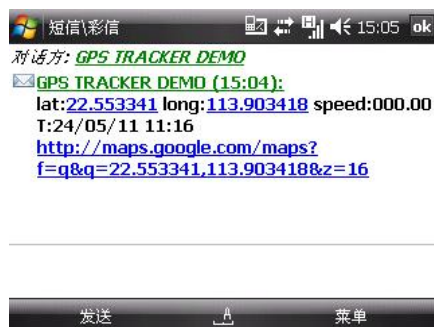 短信\彩信 15:05 ok
对话方: GPS TRACKER DEMO
GPS TRACKER DEMO (15:04):
lat:22.553341 long:113.903418 speed:000.00
T:24/05/11 11:16
http://maps.google.com/maps?
f=q&q=22.553341,113.903418&z=16
发送 A 菜单